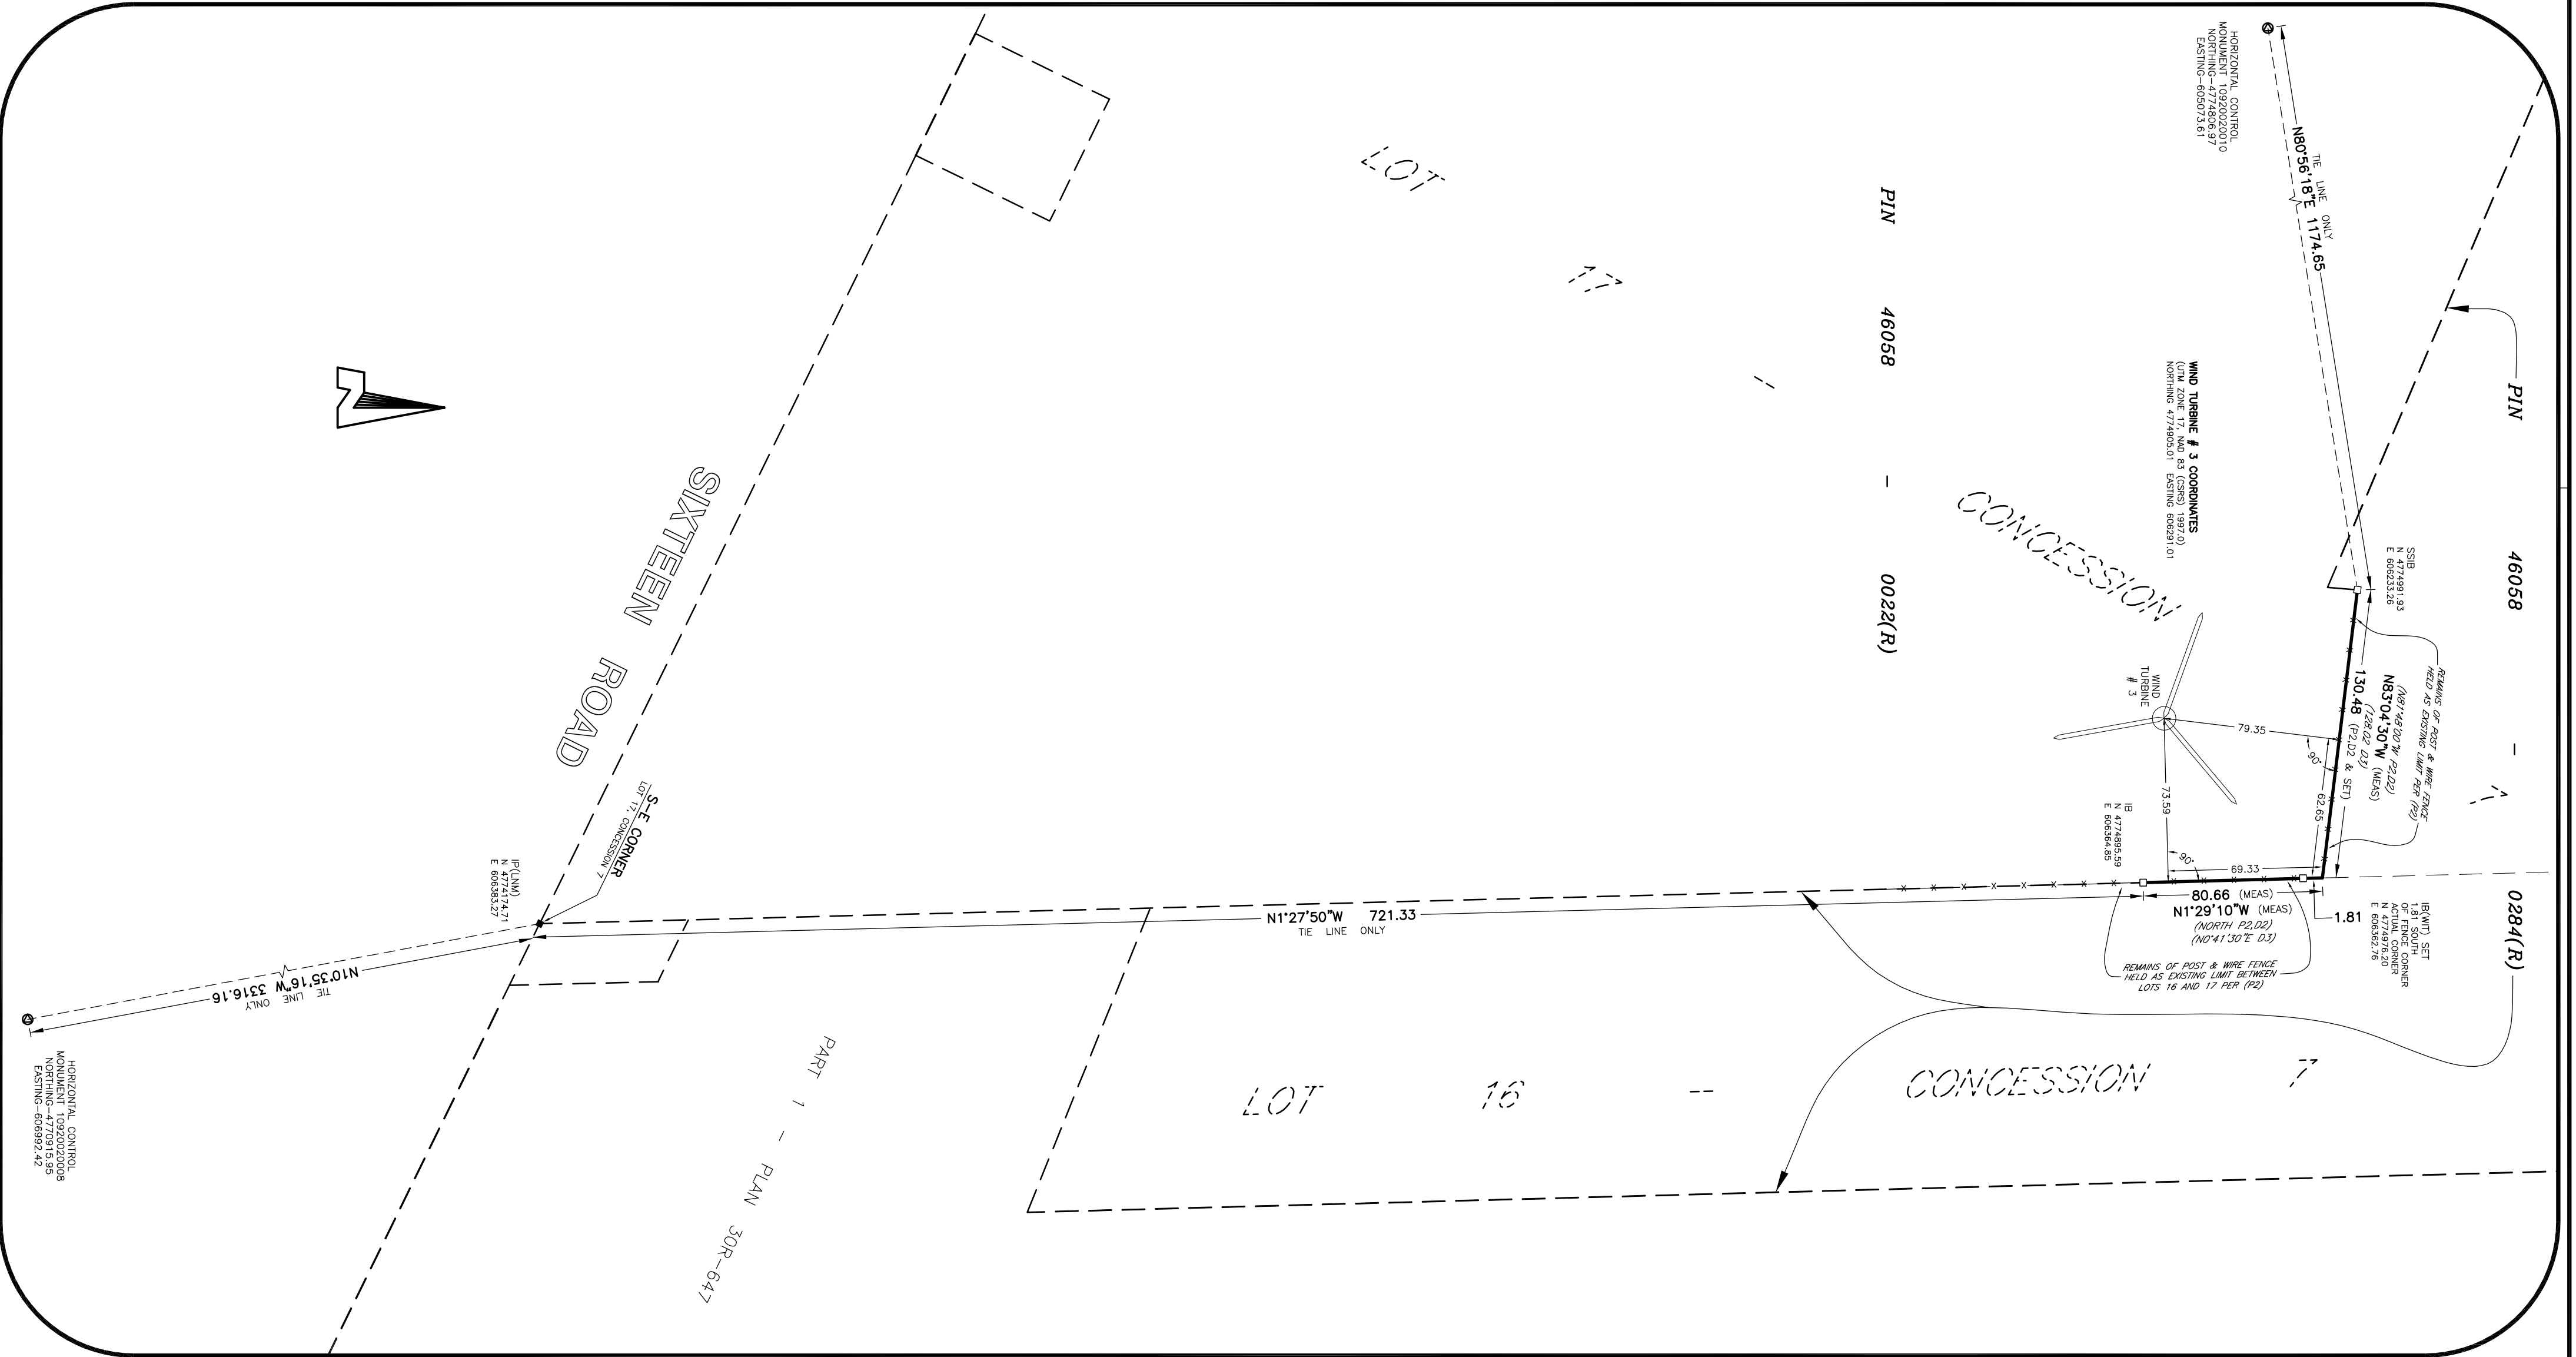 HORIZONTAL CONTROL
MONUMENT 10920020010
NORTHING-4774806.97
EASTING-605073.61
TIE LINE ONLY
N80°56'18"E 1174.65
PIN 46058 - 0284(R)
SSIB
N 4774991.93
E 606233.26
REMAINS OF POST & WIRE FENCE
HELD AS EXISTING LIMIT PER (P2)
(N81°48'00"W P2,D2)
N83°04'30"W (MEAS)
(128.02 D3)
130.48 (P2,D2 & SET)
62.65
90°
79.35
WIND TURBINE # 3 COORDINATES
(UTM ZONE 17, NAD 83 (CSRS) 1997.0)
NORTHING 4774905.01 EASTING 606291.01
WIND
TURBINE
# 3
73.59
90°
69.33
80.66 (MEAS)
N1°29'10"W (MEAS)
(NORTH P2,D2)
(N0°41'30"E D3)
1.81
IB(WIT) SET
1.81 SOUTH
OF FENCE CORNER
ACTUAL CORNER
N 4774976.20
E 606362.76
REMAINS OF POST & WIRE FENCE
HELD AS EXISTING LIMIT BETWEEN
LOTS 16 AND 17 PER (P2)
IB
N 4774895.59
E 606364.85
PIN 46058 - 0022(R)
LOT 17 -- CONCESSION 7
LOT 16 -- CONCESSION 7
N1°27'50"W 721.33
TIE LINE ONLY
SIXTEEN ROAD
S-E CORNER
LOT 17, CONCESSION 7
IP(LNM)
N 4774174.71
E 606383.27
N10°35'16"W 3316.16
TIE LINE ONLY
PART 1 - PLAN 30R-647
HORIZONTAL CONTROL
MONUMENT 10920020008
NORTHING-4770915.95
EASTING-606992.42